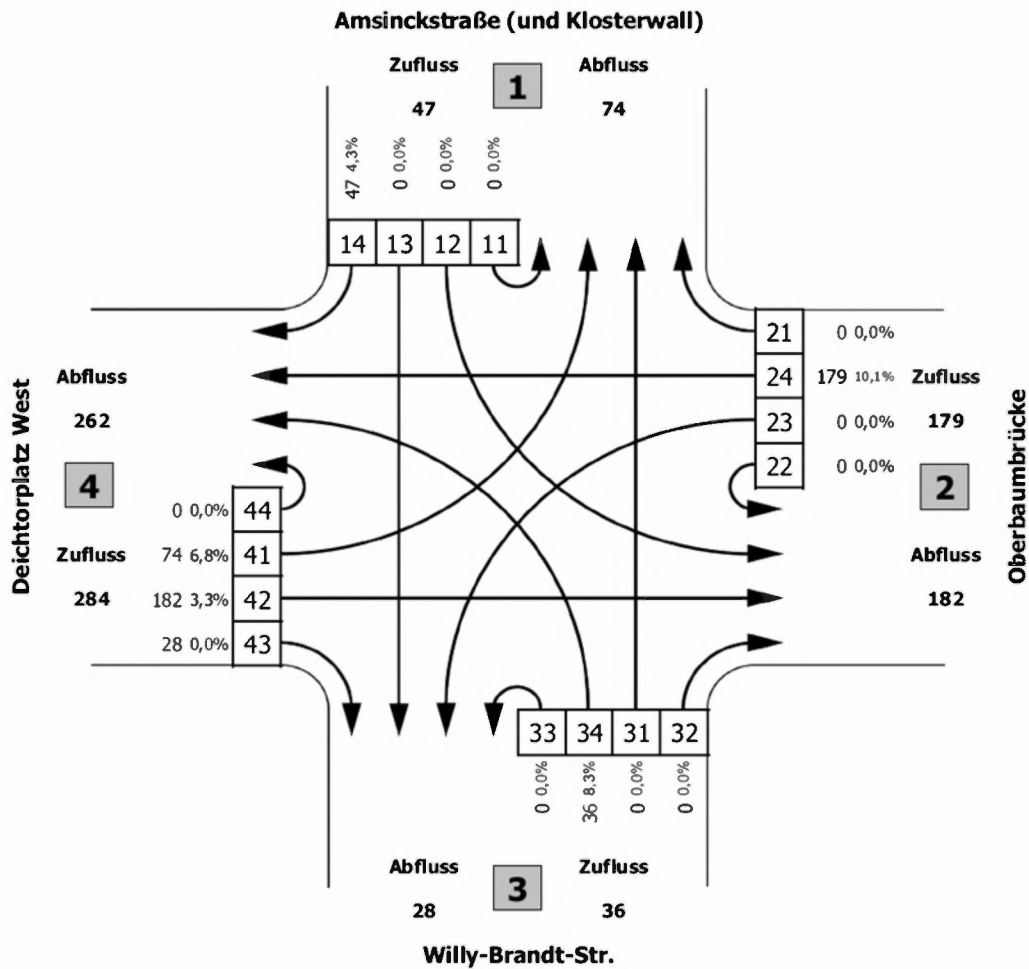 Amsinckstraße (und Klosterwall)
Zufluss 1 Abfluss
47 74
47 4,3% 0 0,0% 0 0,0% 0 0,0%
14 13 12 11
21 0 0,0%
Abfluss 24 179 10,1% Zufluss
262 23 0 0,0% 179
Deichtorplatz West
4 22 0 0,0% 2
Oberbaumbrücke
0 0,0% 44
Zufluss 74 6,8% 41 Abfluss
284 182 3,3% 42 182
28 0,0% 43
33 34 31 32
0 0,0% 36 8,3% 0 0,0% 0 0,0%
Abfluss 3 Zufluss
28 36
Willy-Brandt-Str.